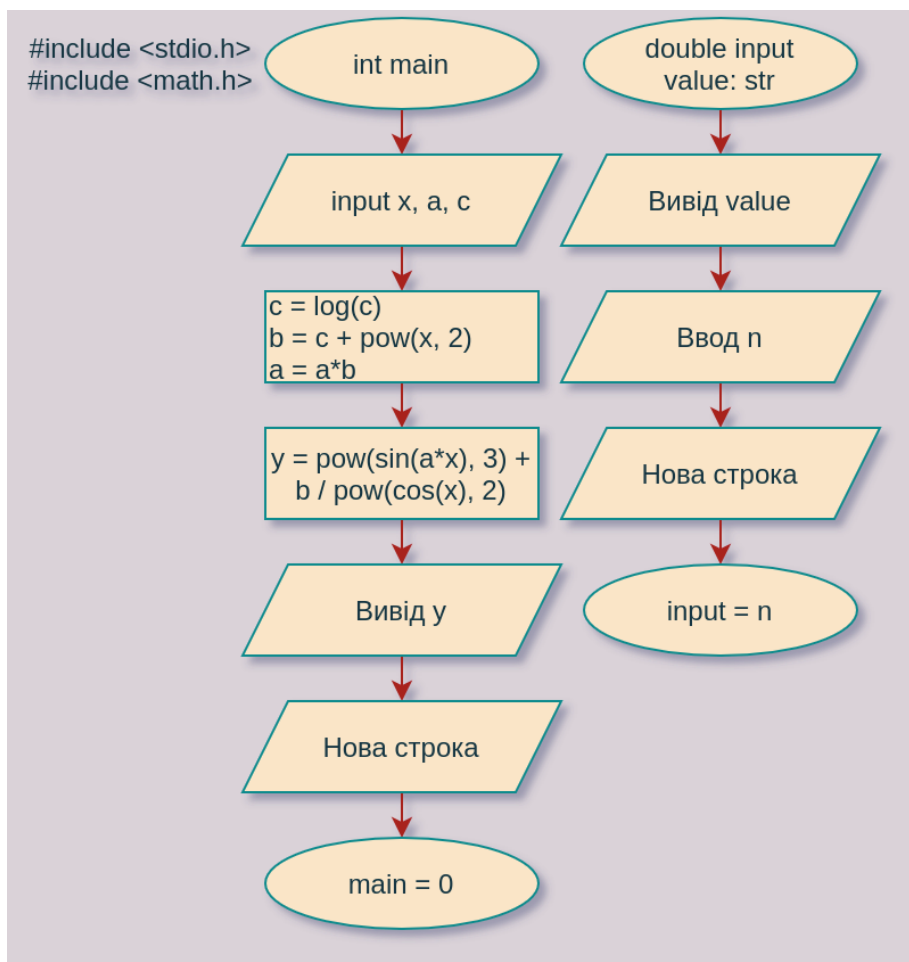 #include <stdio.h>
#include <math.h>
int main
input x, a, c
c = log(c)
b = c + pow(x, 2)
a = a*b
y = pow(sin(a*x), 3) +
b / pow(cos(x), 2)
Вивід y
Нова строка
main = 0
double input
value: str
Вивід value
Ввод n
Нова строка
input = n